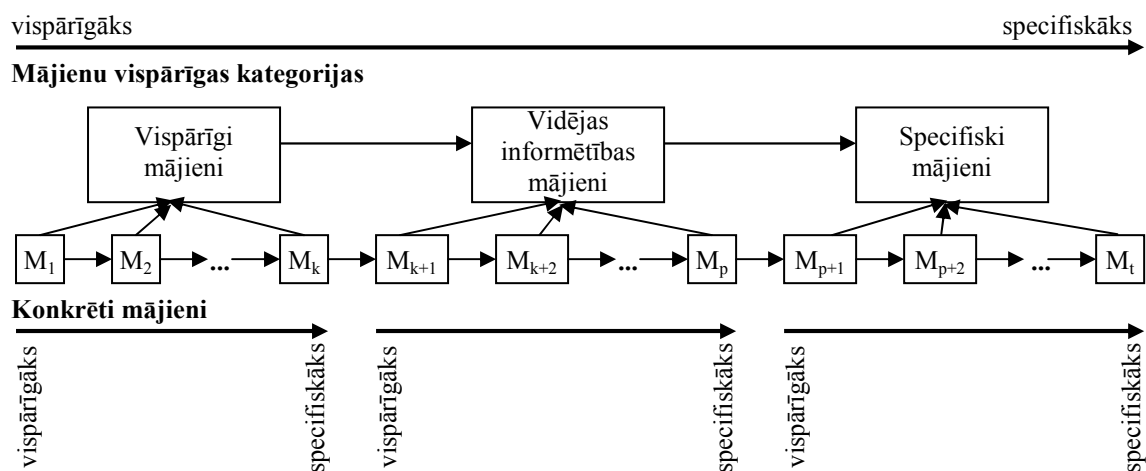 vispārīgāks specifiskāks
Mājienu vispārīgas kategorijas
Vispārīgi
mājieni
Vidējas
informētības
mājieni
Specifiski
mājieni
M1 M2 ... Mk Mk+1 Mk+2 ... Mp Mp+1 Mp+2 ... Mt
Konkrēti mājieni
vispārīgāks
specifiskāks
vispārīgāks
specifiskāks
vispārīgāks
specifiskāks